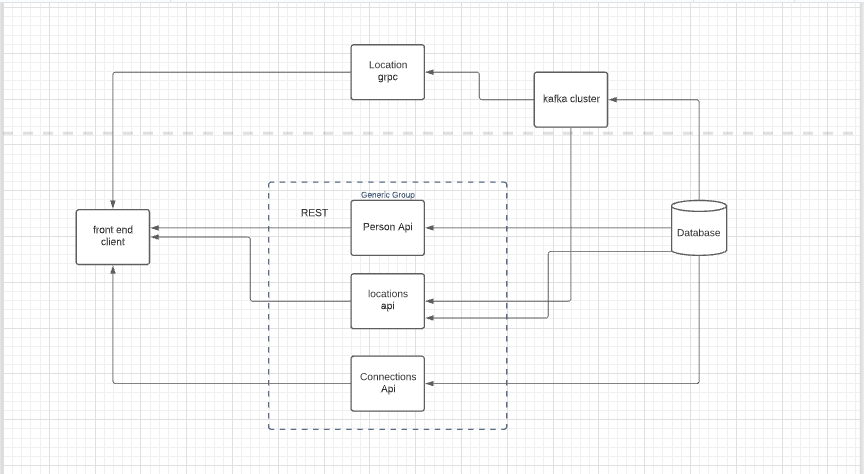 Location
grpc
kafka cluster
Generic Group
REST
Person Api
front end
client
Database
locations
api
Connections
Api